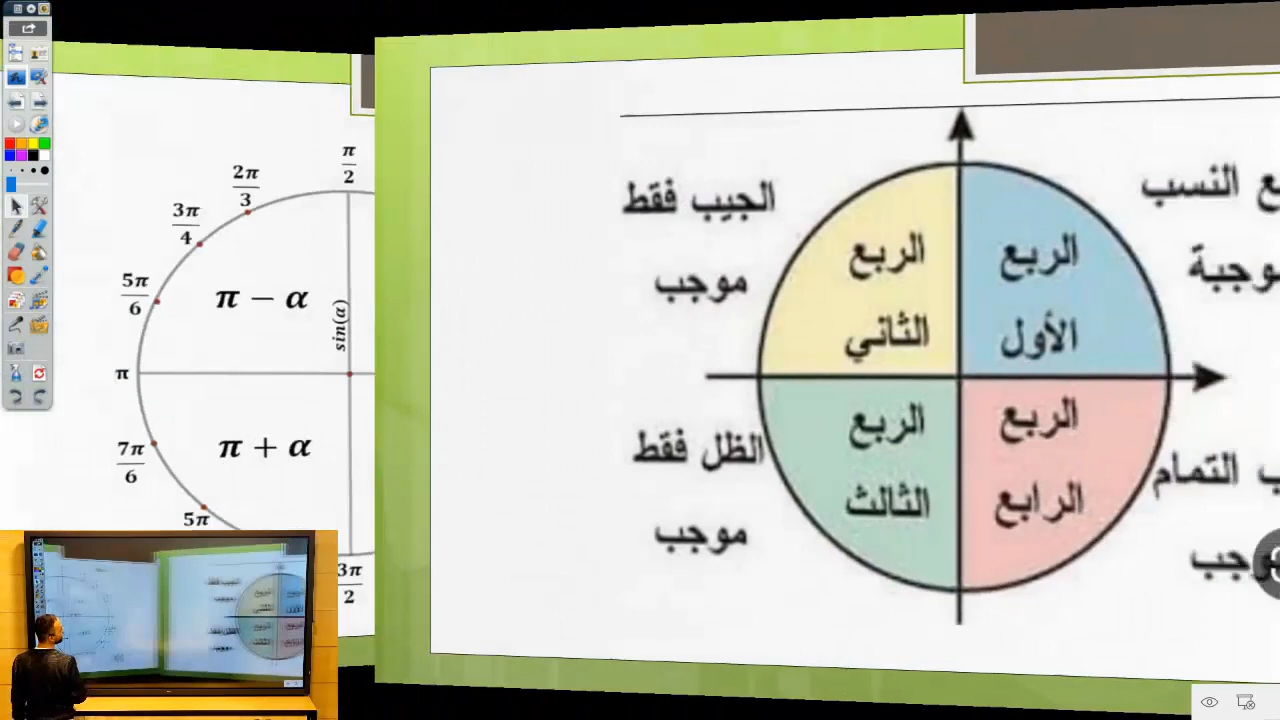 π/2
2π/3
3π/4
5π/6
π − α
sin(α)
π
π + α
7π/6
5π
3π/2
الجيب فقط
موجب
الربع
الثاني
الربع
الأول
النسب
الظل فقط
موجب
الربع
الثالث
الربع
الرابع
التمام